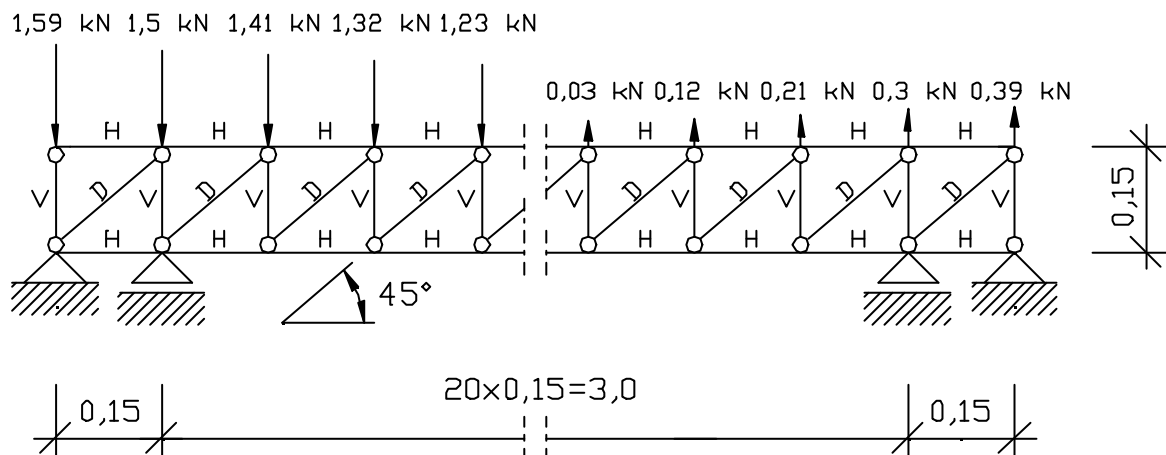 1,59 kN 1,5 kN 1,41 kN 1,32 kN 1,23 kN
0,03 kN 0,12 kN 0,21 kN 0,3 kN 0,39 kN
H H H H H H H H
V D V D V D V D V V D V D V D V D V
H H H H H H H H
0,15
45°
20x0,15=3,0
0,15 0,15